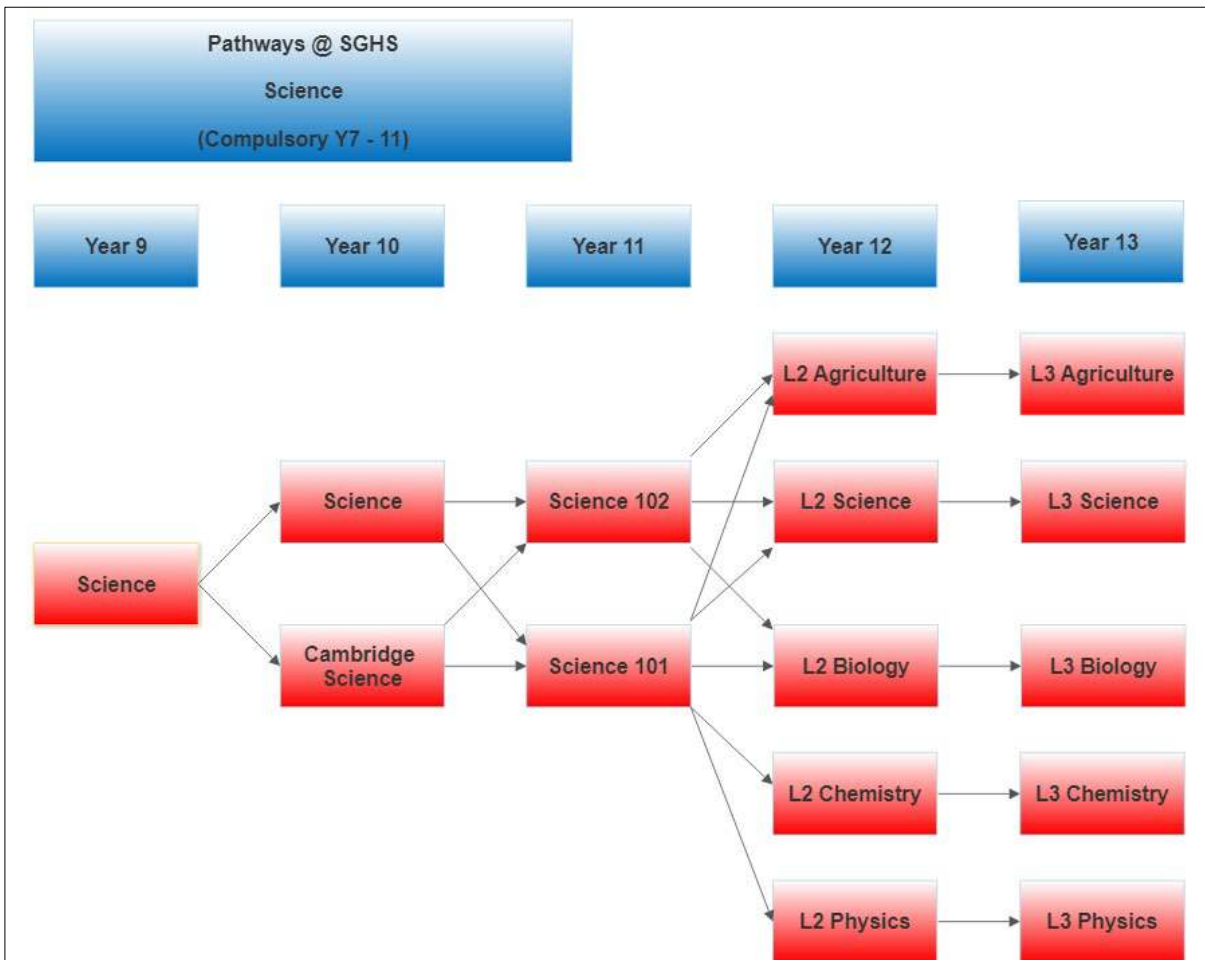 Pathways @ SGHS
Science
(Compulsory Y7 - 11)
Year 9
Year 10
Year 11
Year 12
Year 13
L2 Agriculture
L3 Agriculture
Science
Science 102
L2 Science
L3 Science
Science
Cambridge
Science
Science 101
L2 Biology
L3 Biology
L2 Chemistry
L3 Chemistry
L2 Physics
L3 Physics